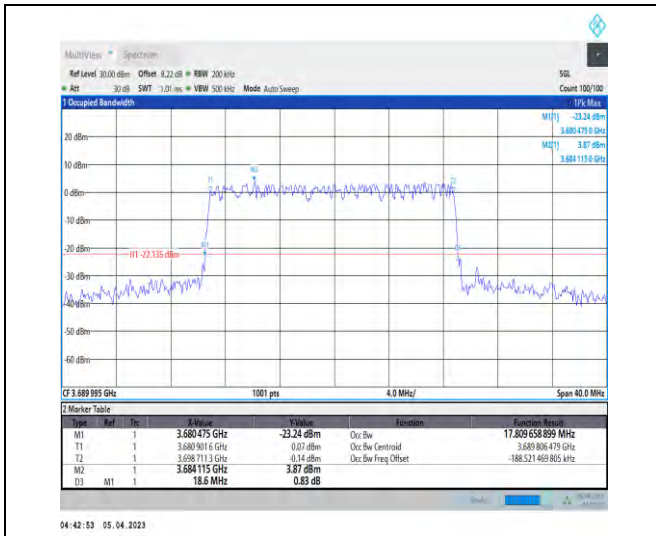 MultiView Spectrum
Ref Level 30.00 dBm Offset 8.22 dB RBW 200 kHz SGL
Att 30 dB SWT 1.01 ms VBW 500 kHz Mode Auto Sweep Count 100/100
1 Occupied Bandwidth 1Pk Max
M1[1] -23.24 dBm
3.680 475 0 GHz
M2[1] 3.87 dBm
3.684 115 0 GHz
20 dBm
10 dBm
M2
T1 T2
0 dBm
-10 dBm
-20 dBm
M1 D3
H1 -22.135 dBm
-30 dBm
-40 dBm
-50 dBm
-60 dBm
CF 3.689 995 GHz 1001 pts 4.0 MHz/ Span 40.0 MHz
2 Marker Table
Type Ref Trc X-Value Y-Value Function Function Result
M1 1 3.680 475 GHz -23.24 dBm Occ Bw 17.809 658 899 MHz
T1 1 3.680 901 6 GHz 0.07 dBm Occ Bw Centroid 3.689 806 479 GHz
T2 1 3.698 711 3 GHz -0.14 dBm Occ Bw Freq Offset -188.521 469 805 kHz
M2 1 3.684 115 GHz 3.87 dBm
D3 M1 1 18.6 MHz 0.83 dB
04:42:53 05.04.2023